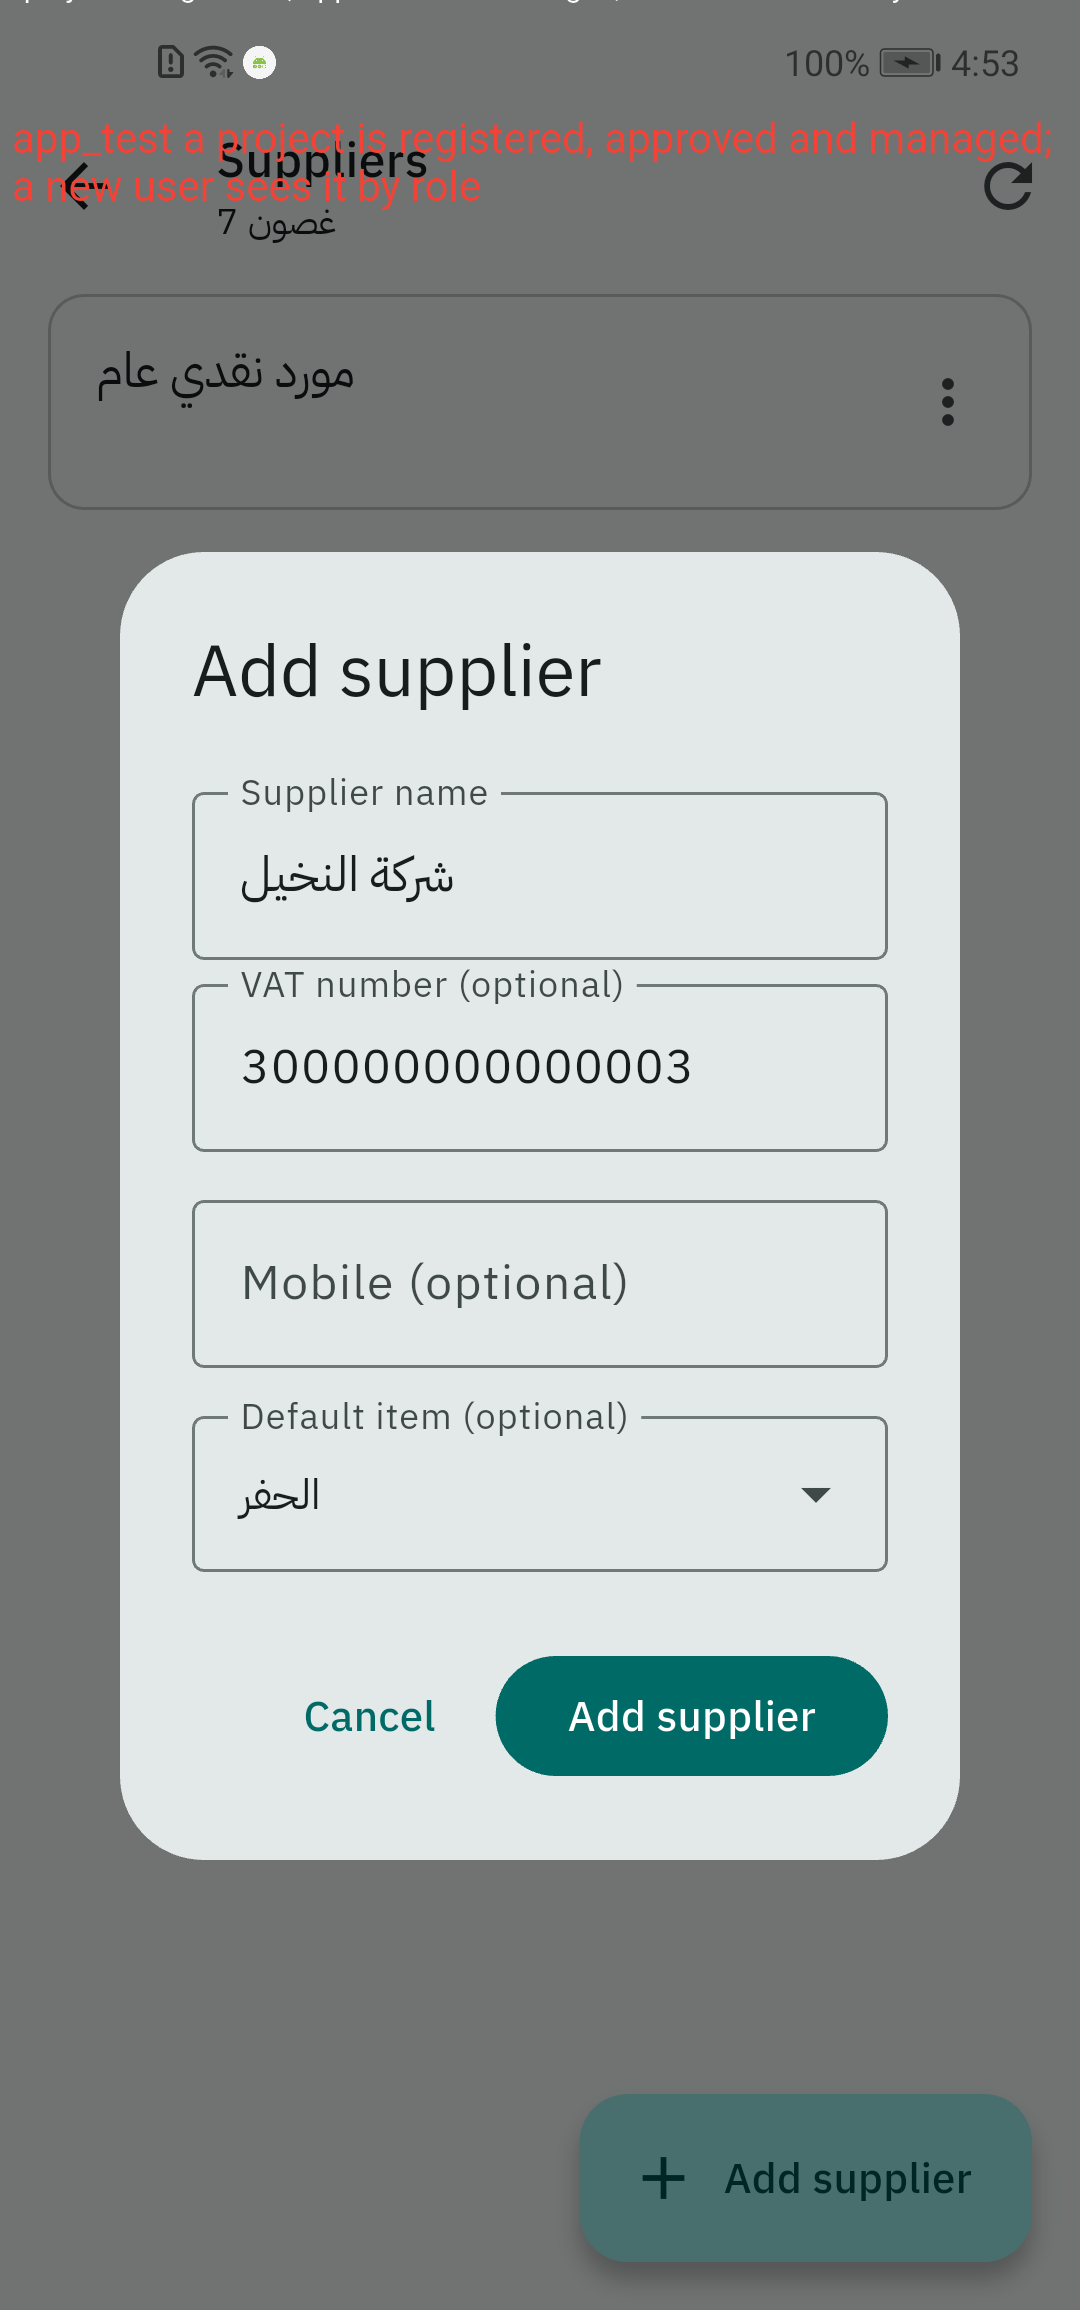 100% 4:53
app_test a project is registered, approved and managed;
a new user sees it by role
Suppliers
غصون 7
مورد نقدي عام
Add supplier
Supplier name
شركة النخيل
VAT number (optional)
300000000000003
Mobile (optional)
Default item (optional)
الحفر
Cancel
Add supplier
Add supplier